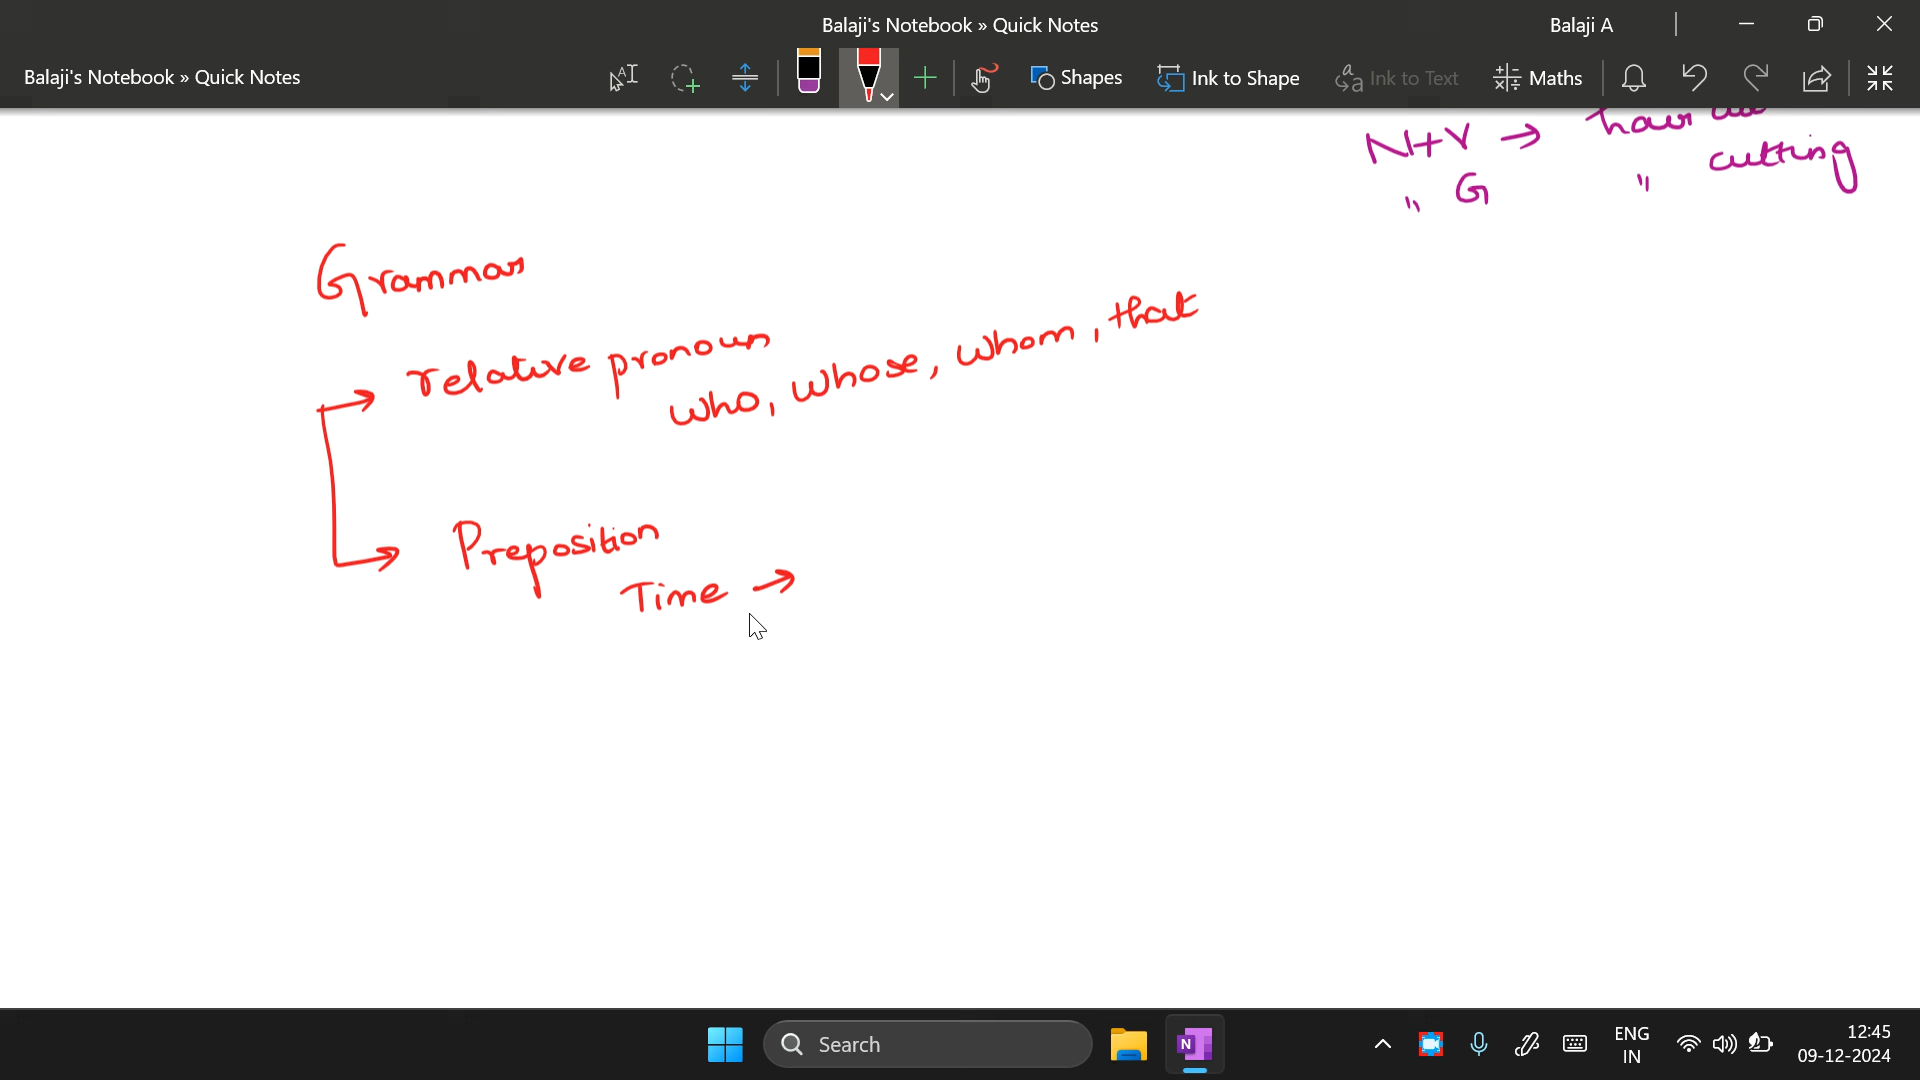 Balaji's Notebook » Quick Notes
Balaji A
Balaji's Notebook » Quick Notes
Shapes
Ink to Shape
Ink to Text
Maths
N+V →
" G " cutting
Grammar
→ relative pronoun
who, whose, whom, that
→ Preposition
Time →
Search
ENG
IN
12:45
09-12-2024